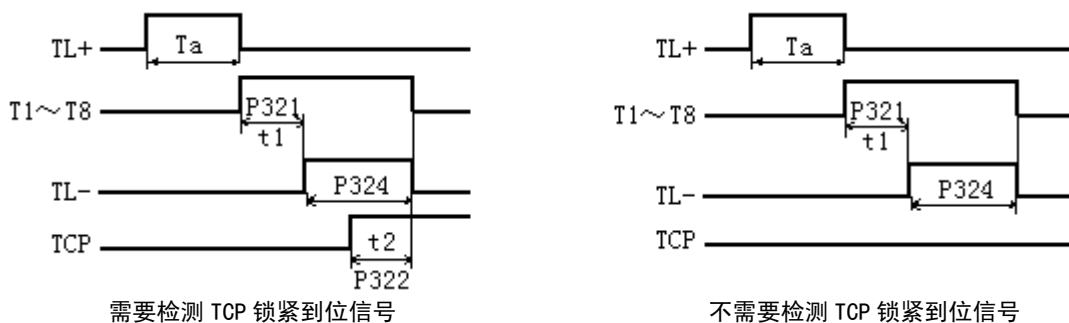 TL+ Ta
T1～T8 P321
t1
TL- P324
TCP t2
P322
需要检测 TCP 锁紧到位信号
TL+ Ta
T1～T8 P321
t1
TL- P324
TCP
不需要检测 TCP 锁紧到位信号